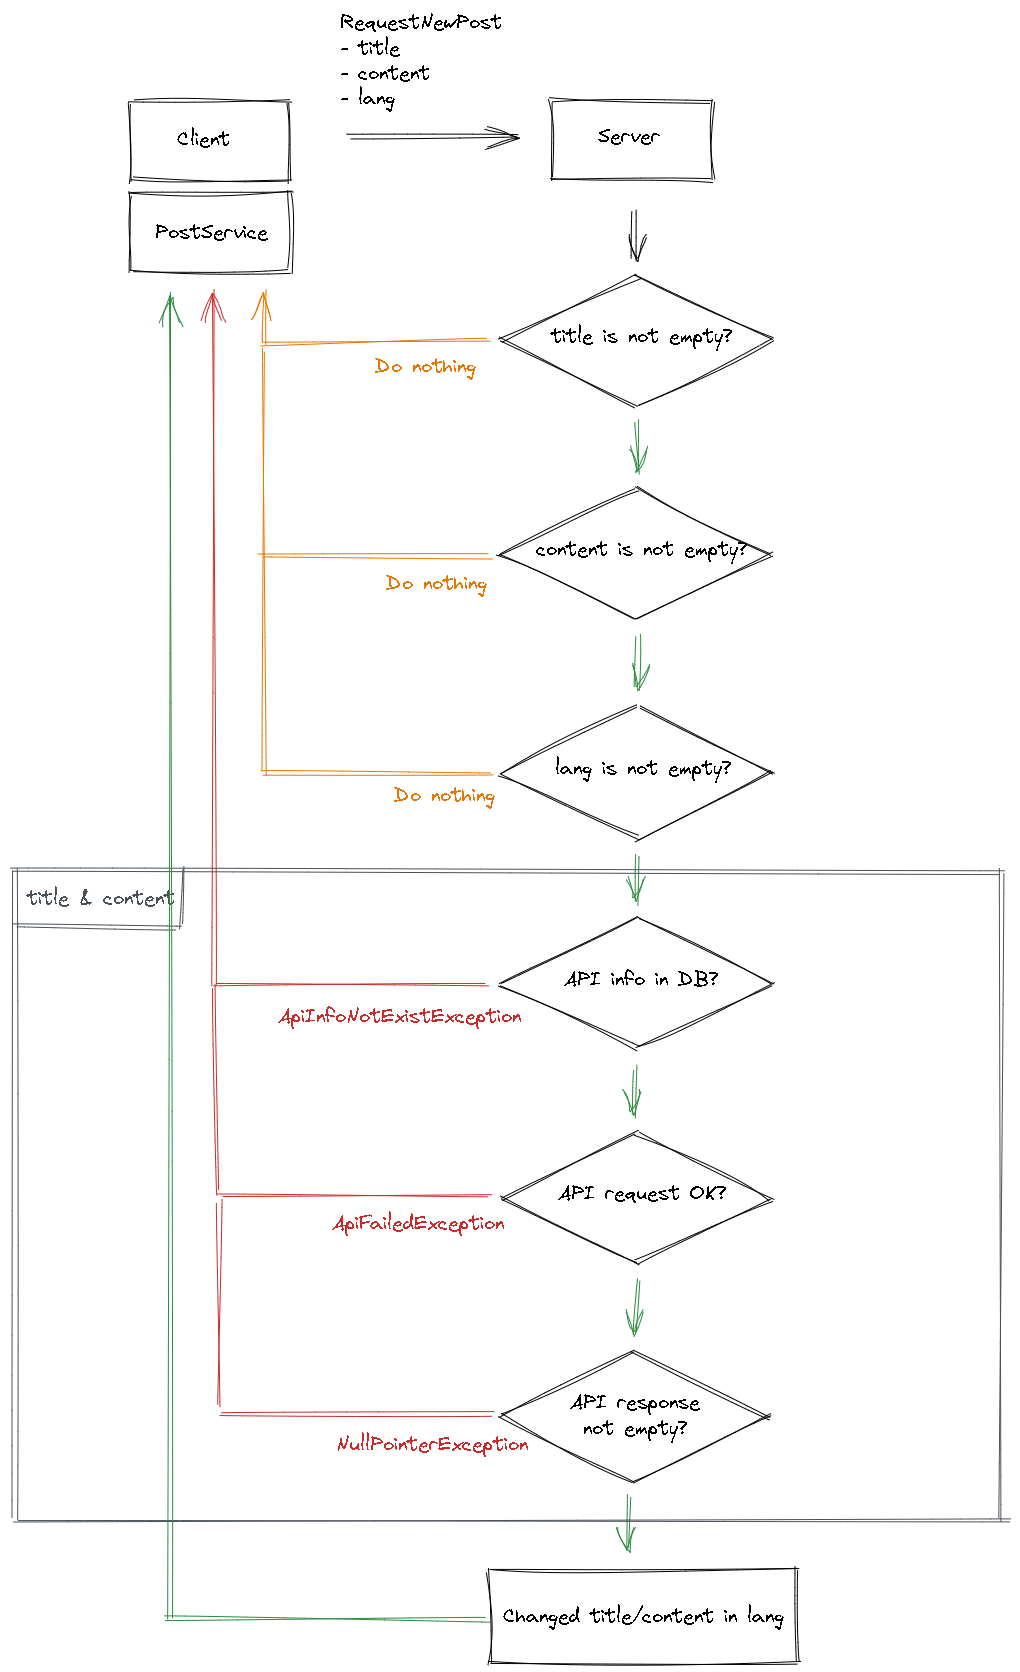 RequestNewPost
- title
- content
- lang
Client
Server
PostService
title is not empty?
Do nothing
content is not empty?
Do nothing
lang is not empty?
Do nothing
title & content
API info in DB?
ApiInfoNotExistException
API request OK?
ApiFailedException
API response
not empty?
NullPointerException
Changed title/content in lang